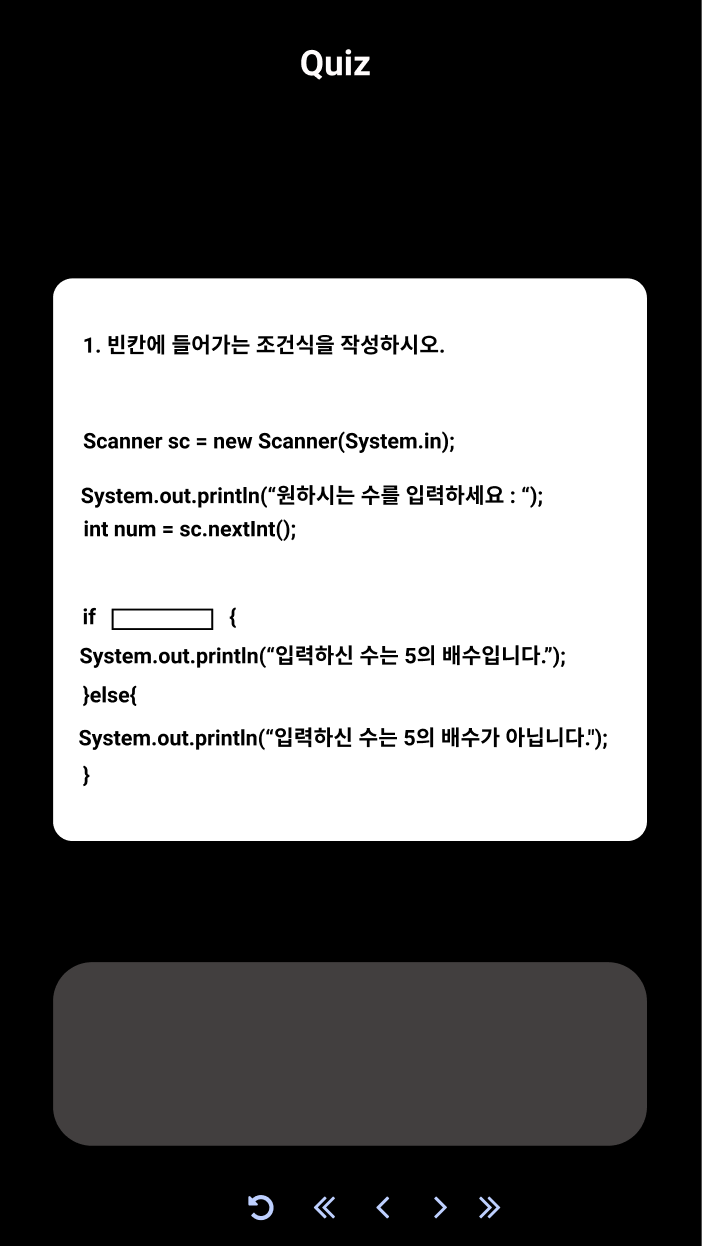 Quiz
1. 빈칸에 들어가는 조건식을 작성하시오.
Scanner sc = new Scanner(System.in);
System.out.println(“원하시는 수를 입력하세요 : “);
int num = sc.nextInt();
if {
System.out.println(“입력하신 수는 5의 배수입니다.”);
}else{
System.out.println(“입력하신 수는 5의 배수가 아닙니다.");
}